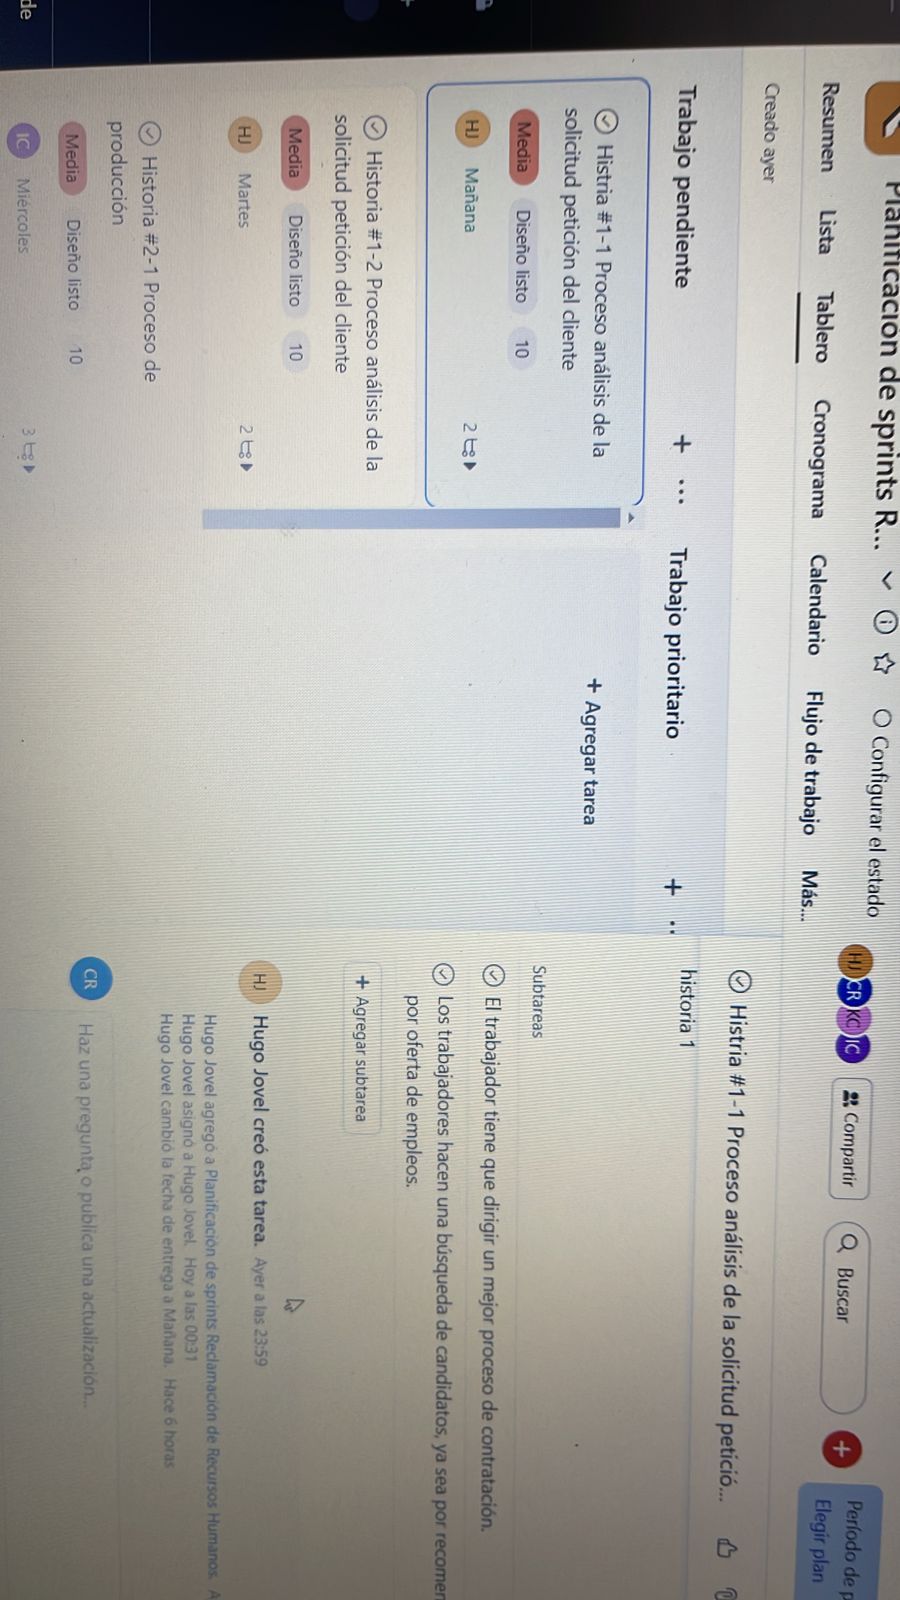 Planificación de sprints R...
Configurar el estado
HJ CR KC IC
Compartir
Buscar
Elegir plan
Resumen Lista Tablero Cronograma Calendario Flujo de trabajo Más...
Creado ayer
Trabajo pendiente
Histria #1-1 Proceso análisis de la
solicitud petición del cliente
Media Diseño listo 10
HJ Mañana 2
Historia #1-2 Proceso análisis de la
solicitud petición del cliente
Media Diseño listo 10
HJ Martes 2
Historia #2-1 Proceso de
producción
Media Diseño listo 10
IC Miércoles 3
Trabajo prioritario
+ Agregar tarea
Histria #1-1 Proceso análisis de la solicitud petició...
historia 1
Subtareas
El trabajador tiene que dirigir un mejor proceso de contratación.
Los trabajadores hacen una búsqueda de candidatos, ya sea por recomen
por oferta de empleos.
+ Agregar subtarea
HJ Hugo Jovel creó esta tarea. Ayer a las 23:59
Hugo Jovel agregó a Planificación de sprints Reclamación de Recursos Humanos. A
Hugo Jovel asignó a Hugo Jovel. Hoy a las 00:31
Hugo Jovel cambió la fecha de entrega a Mañana. Hace 6 horas
CR Haz una pregunta o publica una actualización...
de